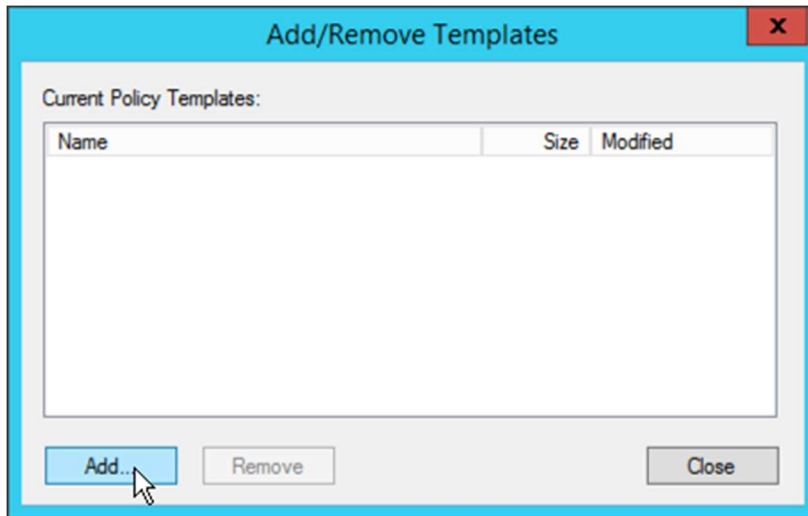 Add/Remove Templates
x
Current Policy Templates:
Name Size Modified
Add... Remove Close